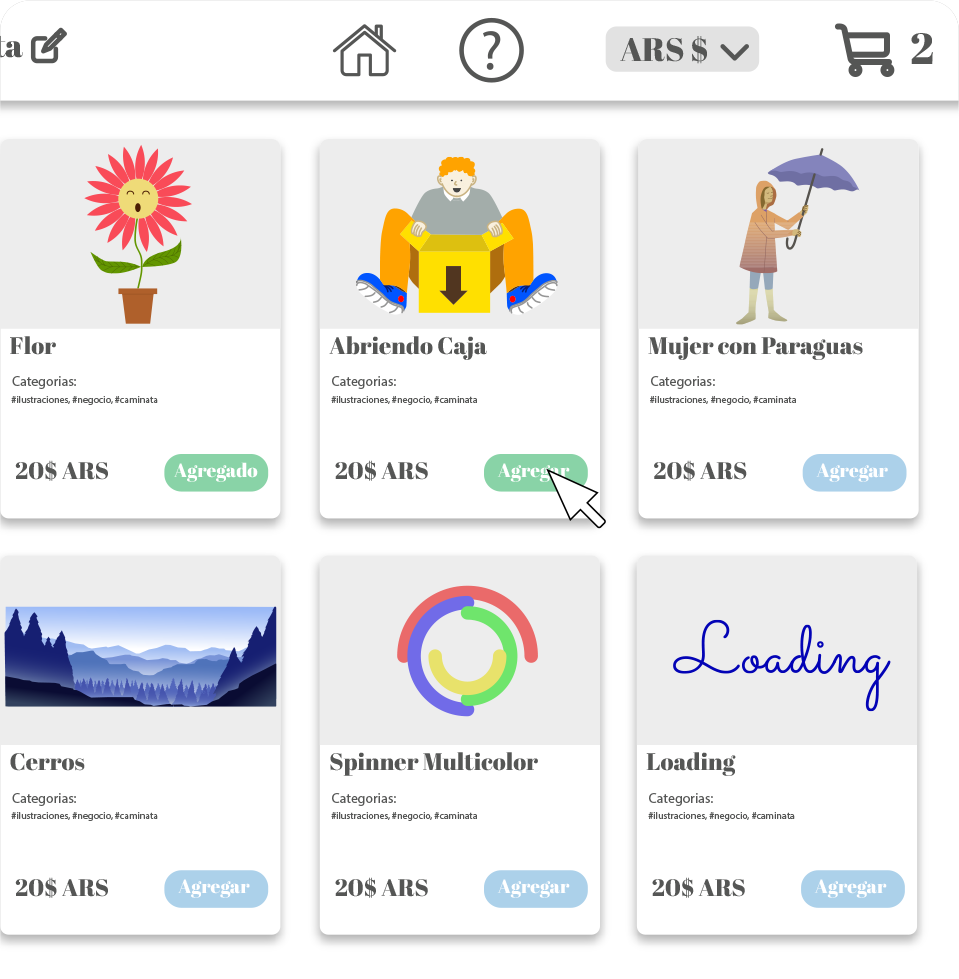 ta
?
ARS $
2
Flor
Categorias:
#ilustraciones, #negocio, #caminata
20$ ARS
Agregado
Abriendo Caja
Categorias:
#ilustraciones, #negocio, #caminata
20$ ARS
Agregar
Mujer con Paraguas
Categorias:
#ilustraciones, #negocio, #caminata
20$ ARS
Agregar
Loading
Cerros
Categorias:
#ilustraciones, #negocio, #caminata
20$ ARS
Agregar
Spinner Multicolor
Categorias:
#ilustraciones, #negocio, #caminata
20$ ARS
Agregar
Loading
Categorias:
#ilustraciones, #negocio, #caminata
20$ ARS
Agregar